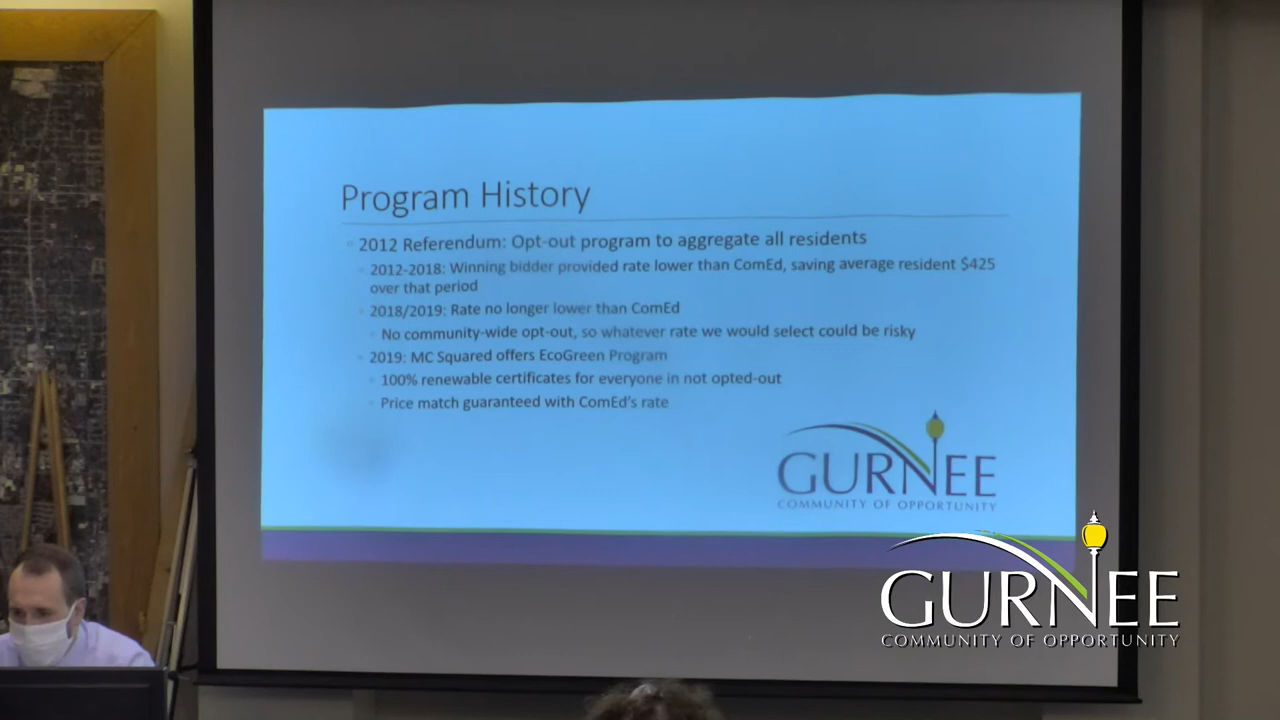 Program History
2012 Referendum: Opt-out program to aggregate all residents
2012-2018: Winning bidder provided rate lower than ComEd, saving average resident $425
over that period
2018/2019: Rate no longer lower than ComEd
No community-wide opt-out, so whatever rate we would select could be risky
2019: MC Squared offers EcoGreen Program
100% renewable certificates for everyone in not opted-out
Price match guaranteed with ComEd's rate
GURNEE
COMMUNITY OF OPPORTUNITY
GURNEE
COMMUNITY OF OPPORTUNITY